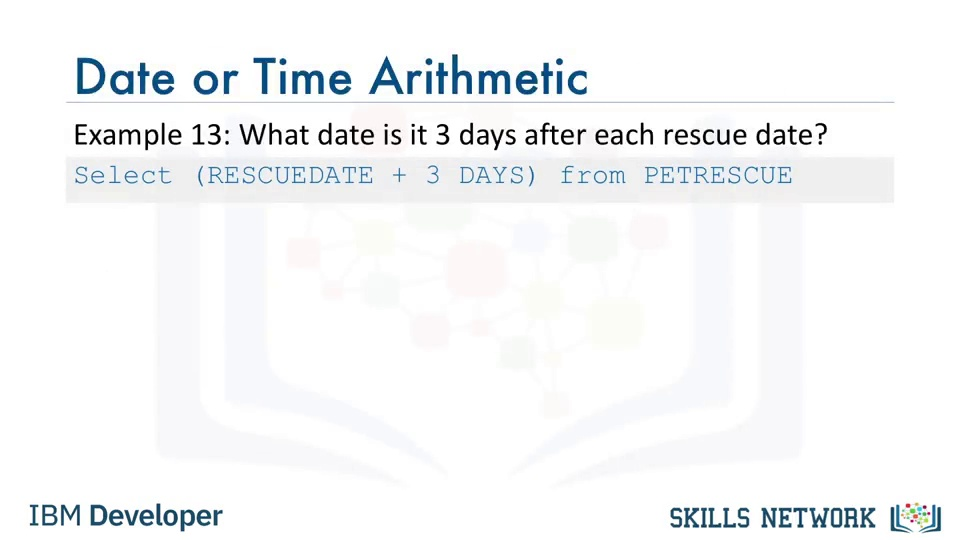 Date or Time Arithmetic
Example 13: What date is it 3 days after each rescue date?
Select (RESCUEDATE + 3 DAYS) from PETRESCUE
IBM Developer
SKILLS NETWORK